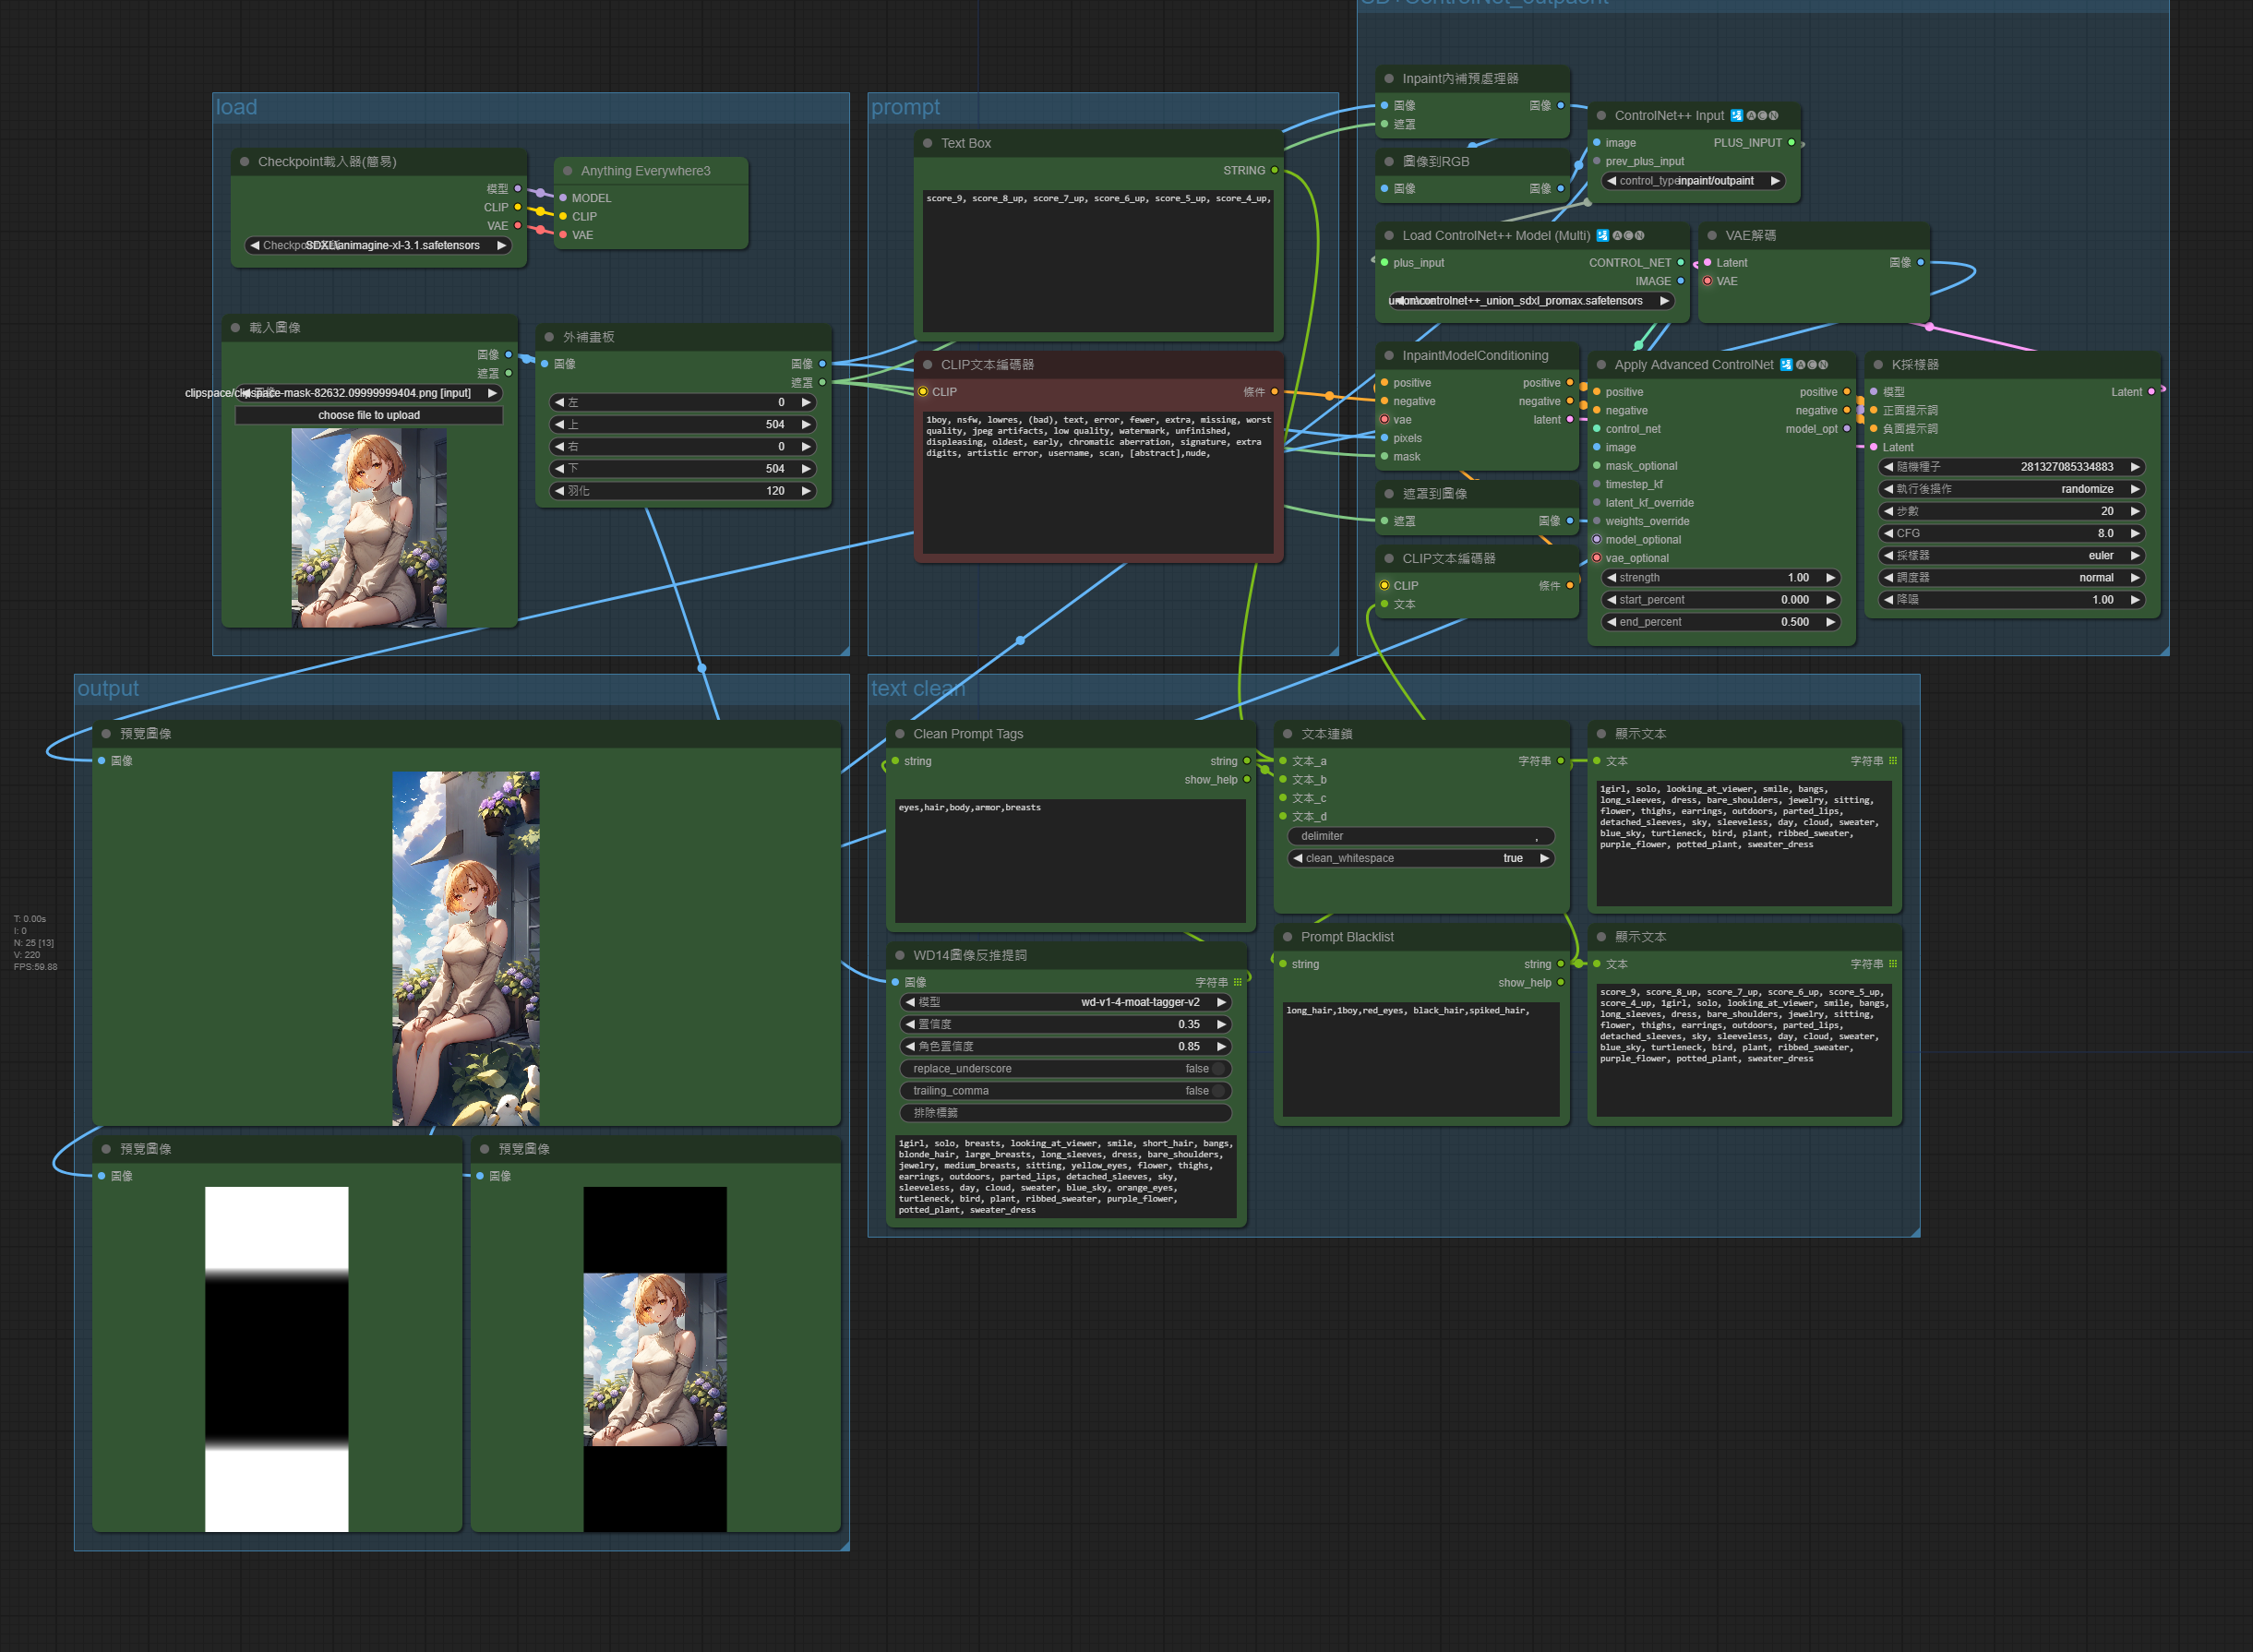 load
Checkpoint載入器(簡易)
模型
CLIP
VAE
SDXL\animagine-xl-3.1.safetensors
Anything Everywhere3
MODEL
CLIP
VAE
載入圖像
圖像
遮罩
clipspace/clipspace-mask-82632.09999999404.png [input]
choose file to upload
外補畫板
圖像 圖像
遮罩
左 0
上 504
右 0
下 504
羽化 120
prompt
Text Box
STRING
score_9, score_8_up, score_7_up, score_6_up, score_5_up, score_4_up,
CLIP文本編碼器
CLIP 條件
1boy, nsfw, lowres, (bad), text, error, fewer, extra, missing, worst
quality, jpeg artifacts, low quality, watermark, unfinished,
displeasing, oldest, early, chromatic aberration, signature, extra
digits, artistic error, username, scan, [abstract],nude,
Inpaint內補預處理器
圖像 圖像
遮罩
圖像到RGB
圖像 圖像
ControlNet++ Input
image PLUS_INPUT
prev_plus_input
control_type inpaint/outpaint
Load ControlNet++ Model (Multi)
plus_input CONTROL_NET
IMAGE
union\controlnet++_union_sdxl_promax.safetensors
VAE解碼
Latent 圖像
VAE
InpaintModelConditioning
positive positive
negative negative
vae latent
pixels
mask
遮罩到圖像
遮罩 圖像
CLIP文本編碼器
CLIP 條件
文本
Apply Advanced ControlNet
positive positive
negative negative
control_net model_opt
image
mask_optional
timestep_kf
latent_kf_override
weights_override
model_optional
vae_optional
strength 1.00
start_percent 0.000
end_percent 0.500
K採樣器
模型 Latent
正面提示詞
負面提示詞
Latent
隨機種子 281327085334883
執行後操作 randomize
步數 20
CFG 8.0
採樣器 euler
調度器 normal
降噪 1.00
output
預覽圖像
圖像
預覽圖像
圖像
預覽圖像
圖像
T: 0.00s
I: 0
N: 25 [13]
V: 220
FPS:59.88
text clean
Clean Prompt Tags
string string
show_help
eyes,hair,body,armor,breasts
WD14圖像反推提詞
圖像 字符串
模型 wd-v1-4-moat-tagger-v2
置信度 0.35
角色置信度 0.85
replace_underscore false
trailing_comma false
排除標籤
1girl, solo, breasts, looking_at_viewer, smile, short_hair, bangs,
blonde_hair, large_breasts, long_sleeves, dress, bare_shoulders,
jewelry, medium_breasts, sitting, yellow_eyes, flower, thighs,
earrings, outdoors, parted_lips, detached_sleeves, sky,
sleeveless, day, cloud, sweater, blue_sky, orange_eyes,
turtleneck, bird, plant, ribbed_sweater, purple_flower,
potted_plant, sweater_dress
文本連鎖
文本_a 字符串
文本_b
文本_c
文本_d
delimiter ,
clean_whitespace true
Prompt Blacklist
string string
show_help
long_hair,1boy,red_eyes, black_hair,spiked_hair,
顯示文本
文本 字符串
1girl, solo, looking_at_viewer, smile, bangs,
long_sleeves, dress, bare_shoulders, jewelry, sitting,
flower, thighs, earrings, outdoors, parted_lips,
detached_sleeves, sky, sleeveless, day, cloud, sweater,
blue_sky, turtleneck, bird, plant, ribbed_sweater,
purple_flower, potted_plant, sweater_dress
顯示文本
文本 字符串
score_9, score_8_up, score_7_up, score_6_up, score_5_up,
score_4_up, 1girl, solo, looking_at_viewer, smile, bangs,
long_sleeves, dress, bare_shoulders, jewelry, sitting,
flower, thighs, earrings, outdoors, parted_lips,
detached_sleeves, sky, sleeveless, day, cloud, sweater,
blue_sky, turtleneck, bird, plant, ribbed_sweater,
purple_flower, potted_plant, sweater_dress